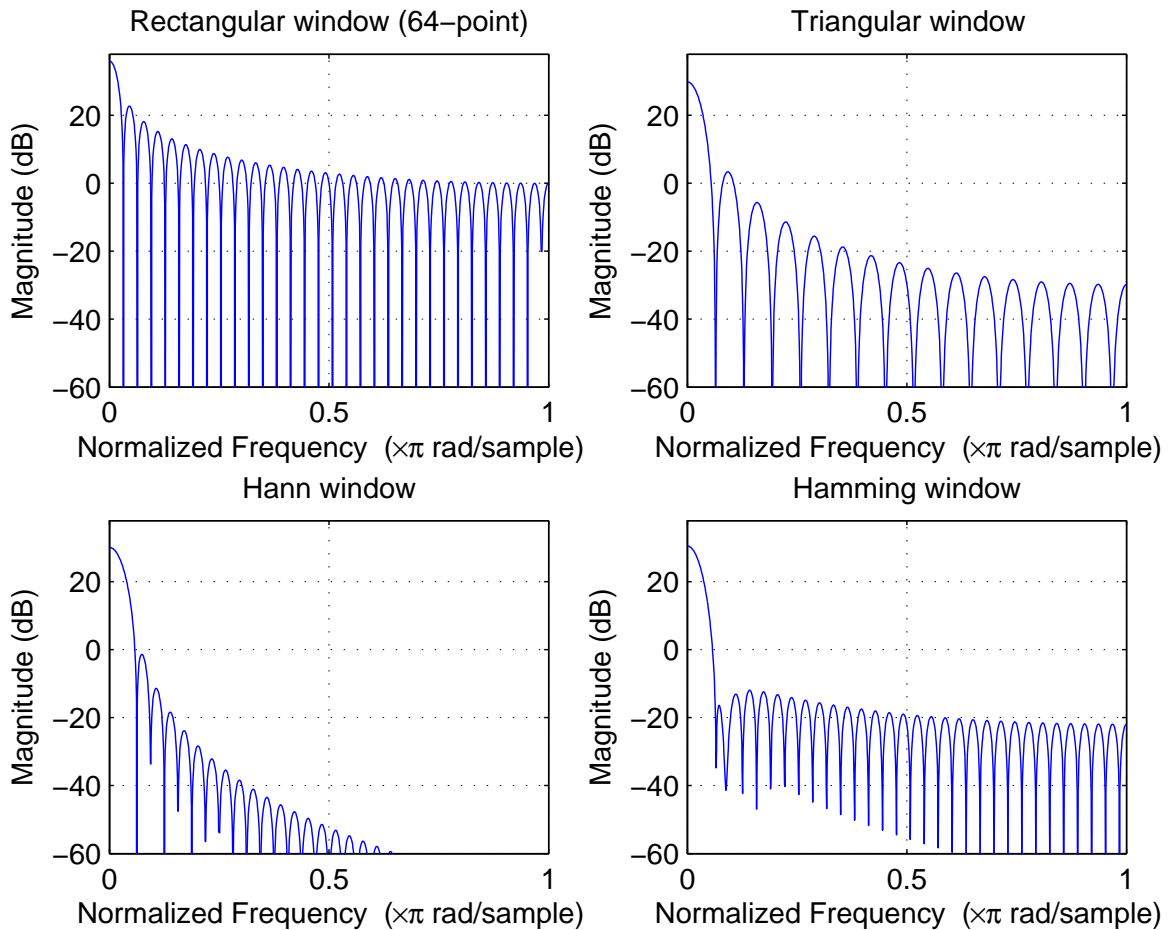 Rectangular window (64−point)
Magnitude (dB)
20
0
−20
−40
−60
0
0.5
1
Normalized Frequency (×π rad/sample)
Triangular window
Magnitude (dB)
20
0
−20
−40
−60
0
0.5
1
Normalized Frequency (×π rad/sample)
Hann window
Magnitude (dB)
20
0
−20
−40
−60
0
0.5
1
Normalized Frequency (×π rad/sample)
Hamming window
Magnitude (dB)
20
0
−20
−40
−60
0
0.5
1
Normalized Frequency (×π rad/sample)